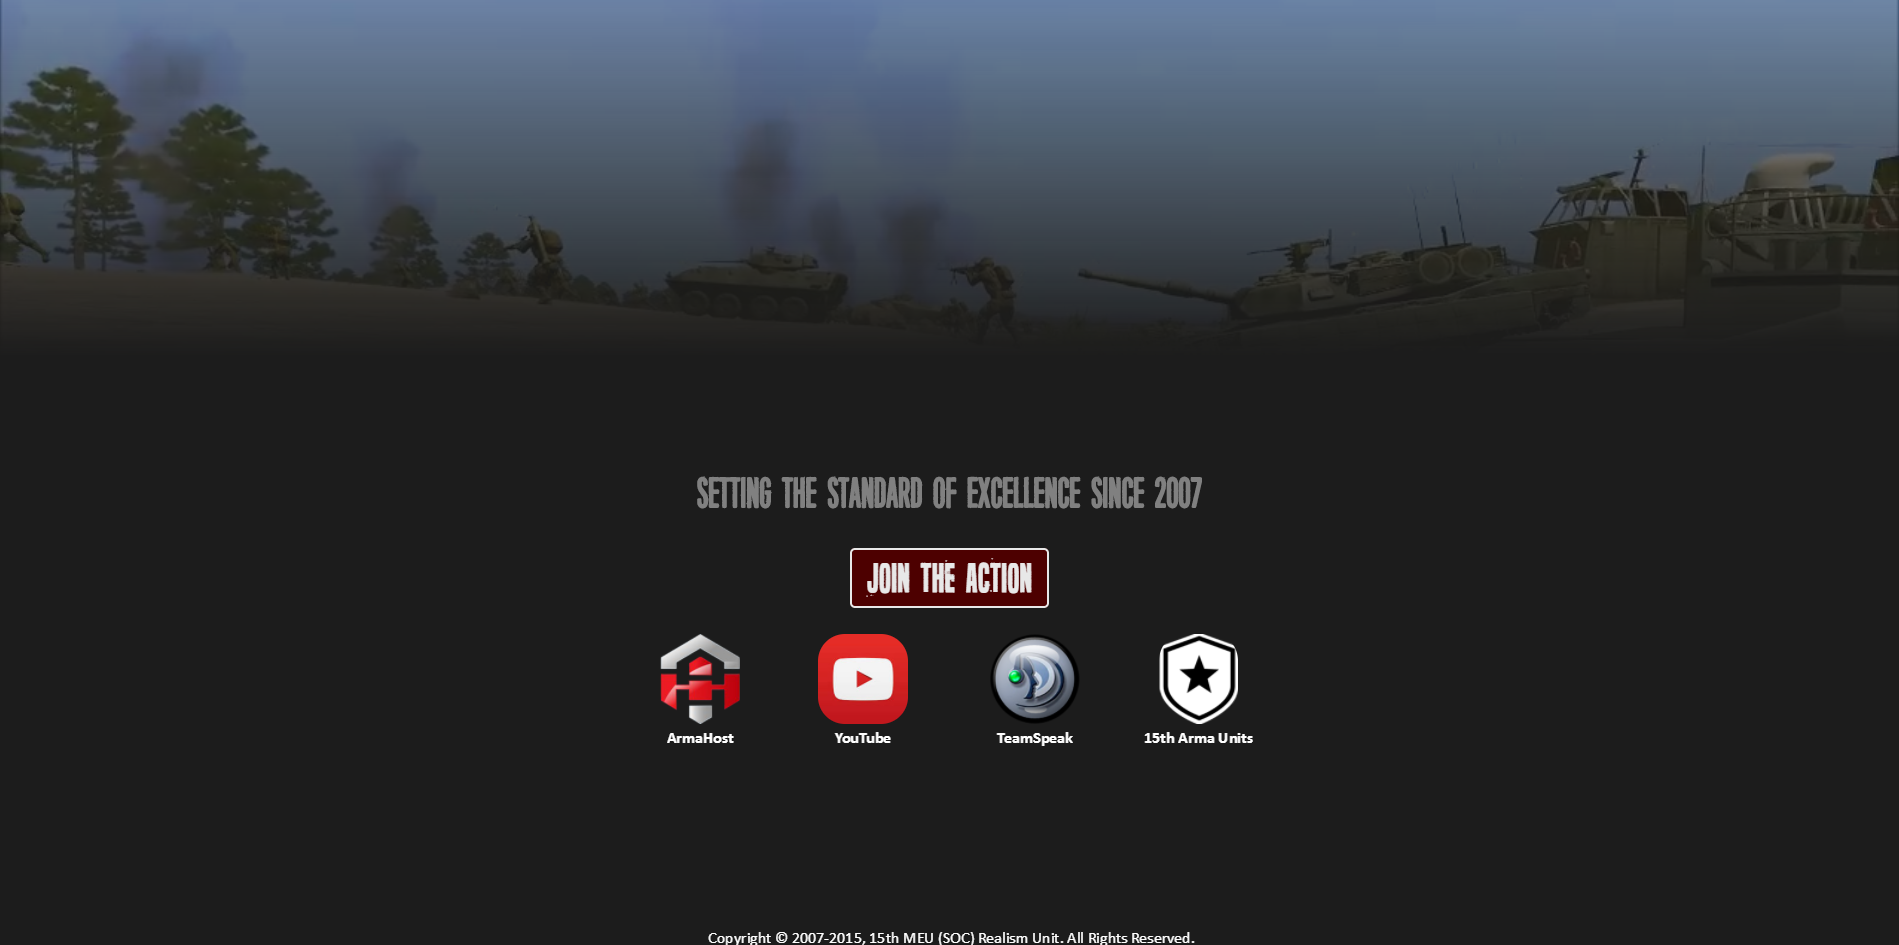 SETTING THE STANDARD OF EXCELLENCE SINCE 2007
JOIN THE ACTION
ArmaHost
YouTube
TeamSpeak
15th Arma Units
Copyright © 2007-2015, 15th MEU (SOC) Realism Unit. All Rights Reserved.